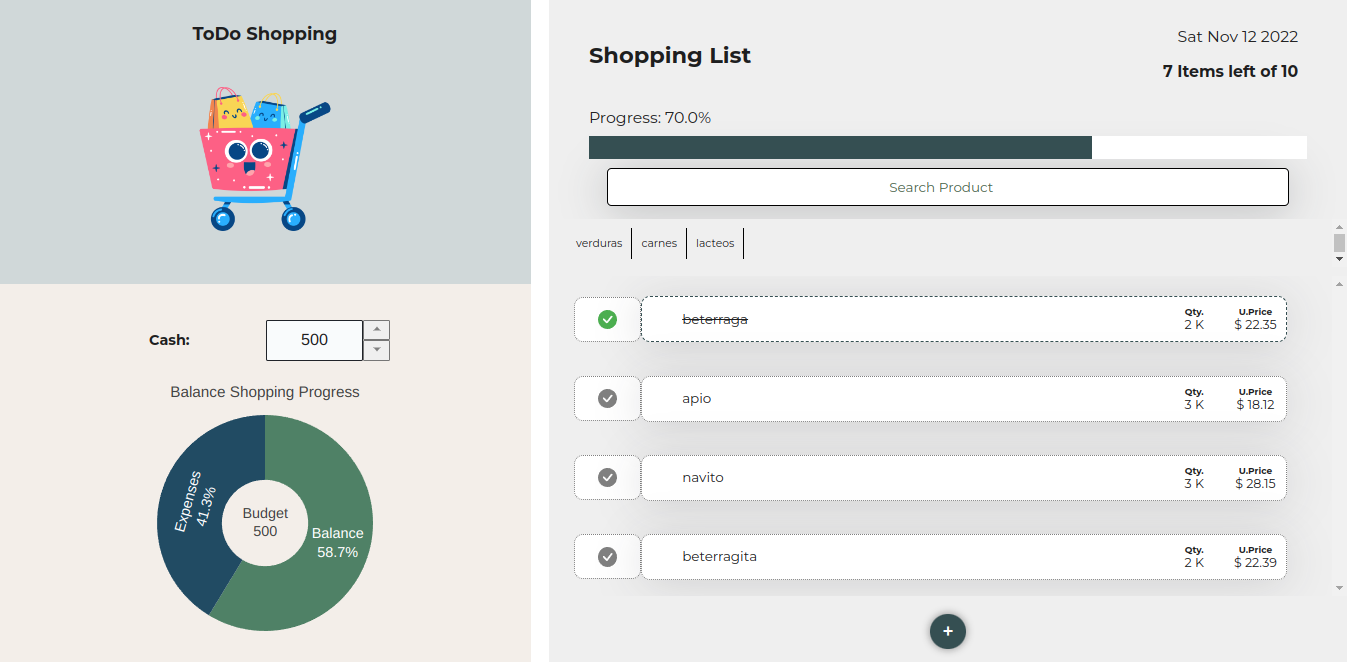 ToDo Shopping
Cash:
500
Balance Shopping Progress
Expenses
41.3%
Budget
500
Balance
58.7%
Shopping List
Sat Nov 12 2022
7 Items left of 10
Progress: 70.0%
Search Product
verduras
carnes
lacteos
beterraga
Qty.
2 K
U.Price
$ 22.35
apio
Qty.
3 K
U.Price
$ 18.12
navito
Qty.
3 K
U.Price
$ 28.15
beterragita
Qty.
2 K
U.Price
$ 22.39
+